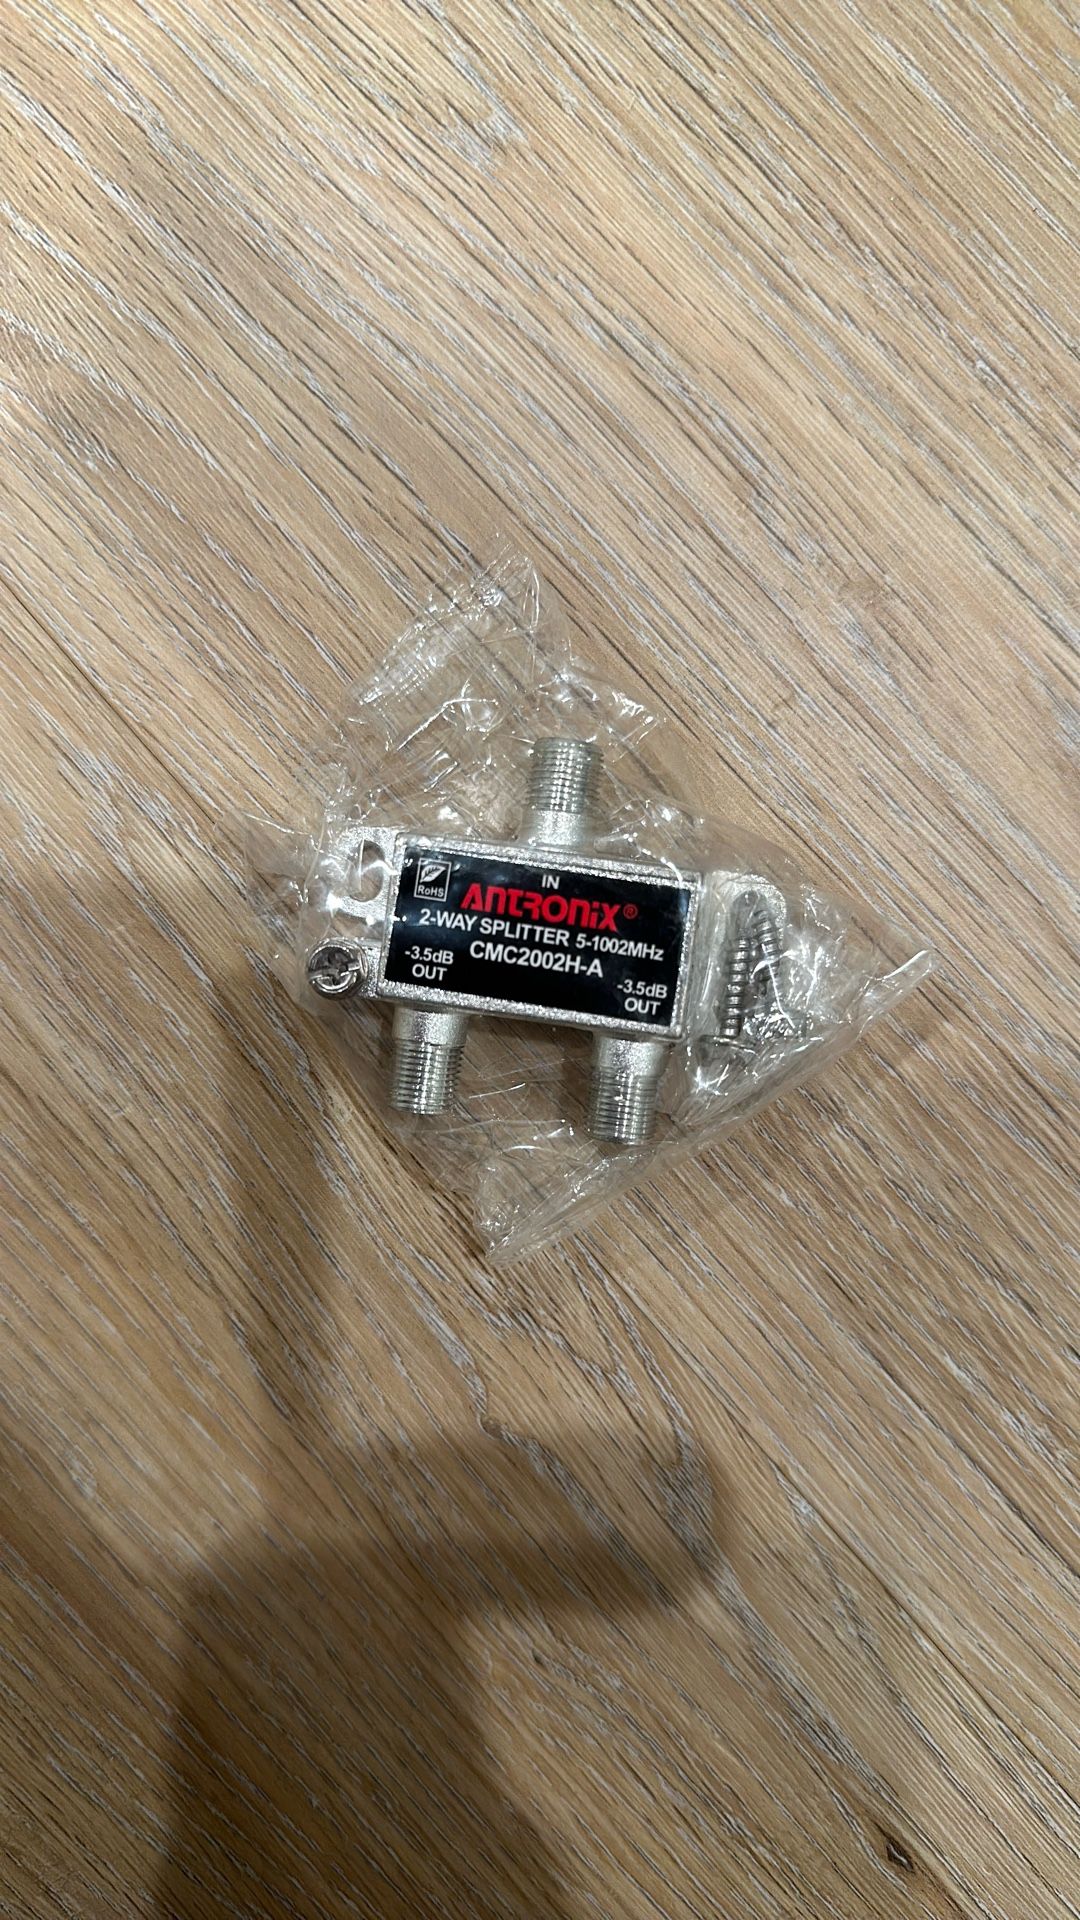 IN
RoHS
ANTRONIX®
2-WAY SPLITTER 5-1002MHz
CMC2002H-A
-3.5dB
OUT
-3.5dB
OUT